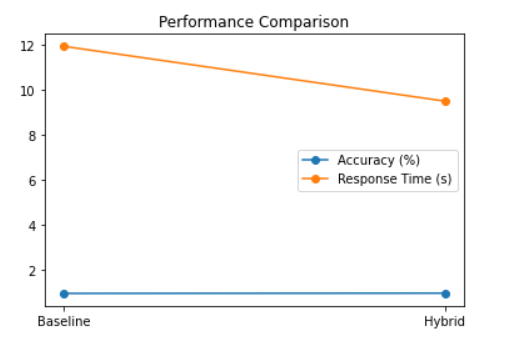 Performance Comparison
12
10
8
6
4
2
Accuracy (%)
Response Time (s)
Baseline
Hybrid